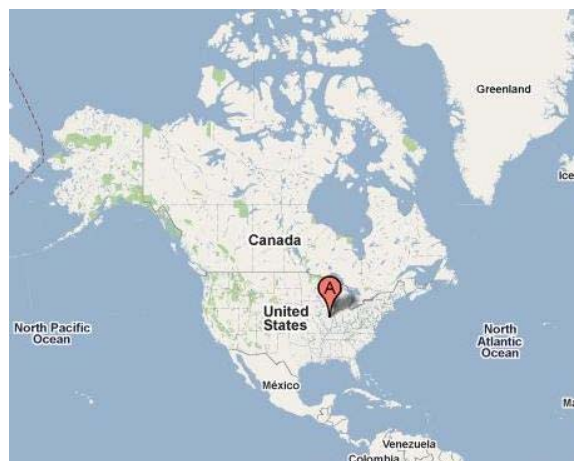 Greenland
Ice
Canada
A
United
States
North Pacific
Ocean
North
Atlantic
Ocean
México
Ma
Venezuela
Colombia